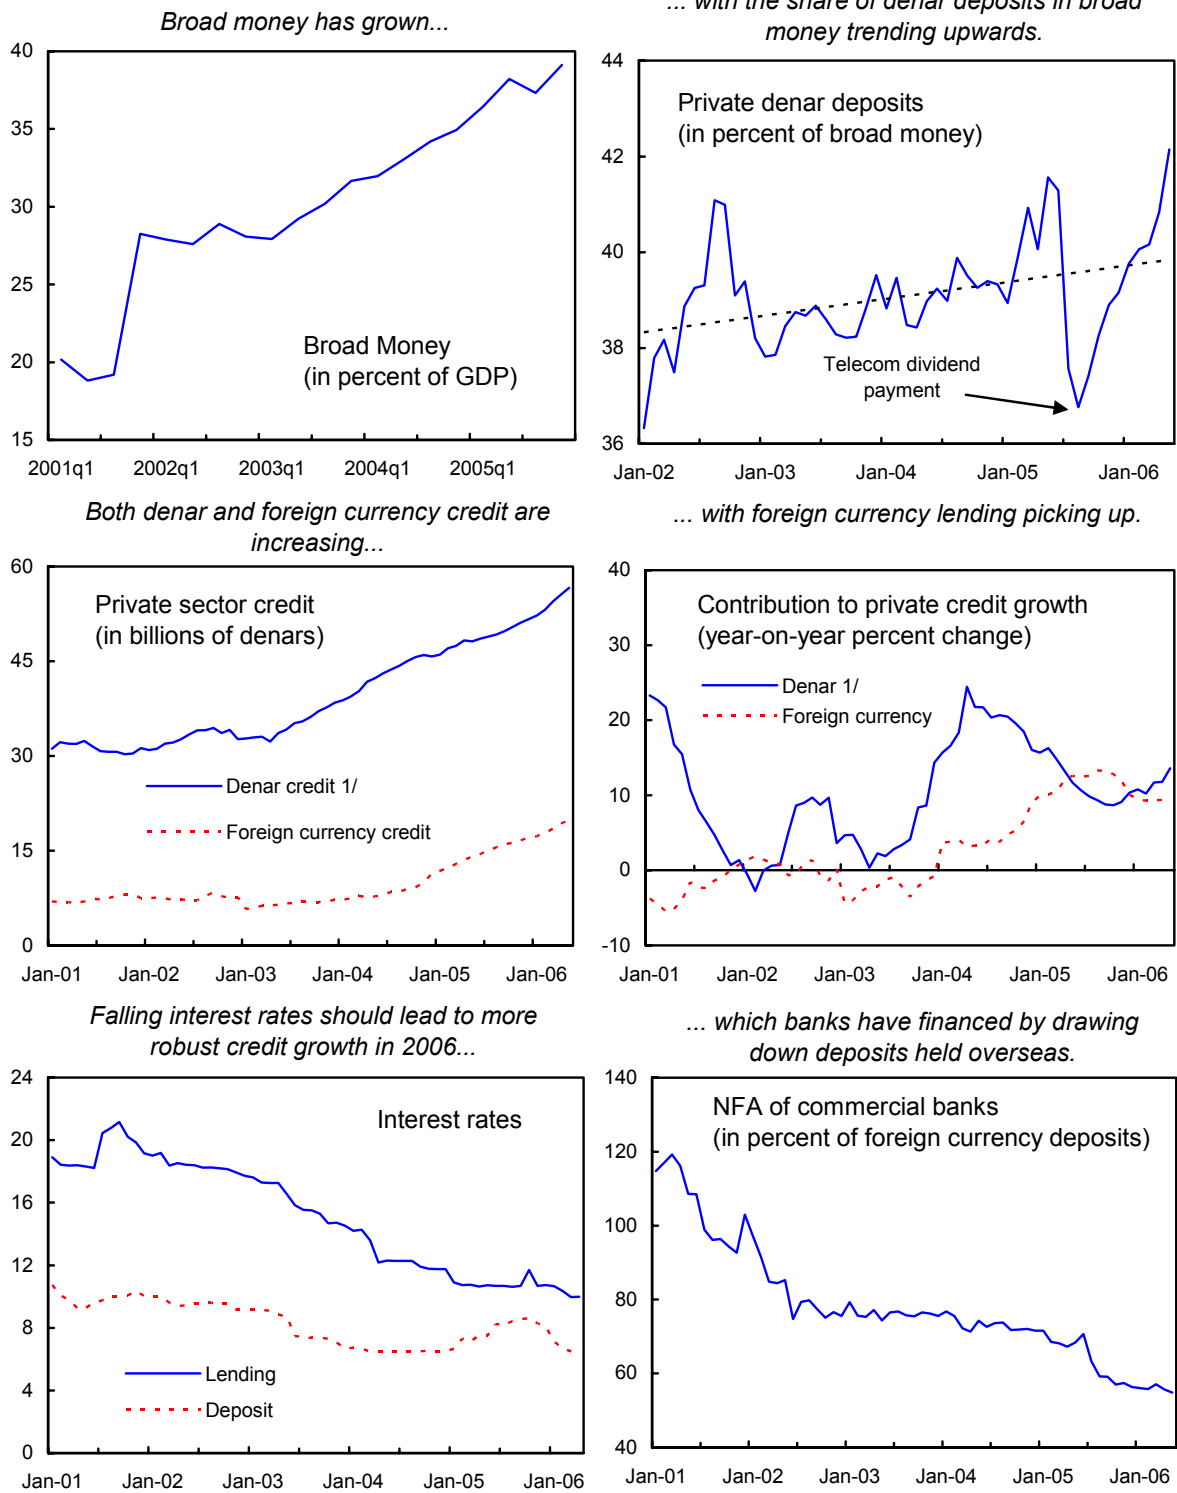 Broad money has grown...
40
35
30
25
20
15
Broad Money
(in percent of GDP)
2001q1 2002q1 2003q1 2004q1 2005q1
... with the share of denar deposits in broad
money trending upwards.
44
42
40
38
36
Private denar deposits
(in percent of broad money)
Telecom dividend
payment
Jan-02 Jan-03 Jan-04 Jan-05 Jan-06
Both denar and foreign currency credit are
increasing...
60
45
30
15
0
Private sector credit
(in billions of denars)
Denar credit 1/
Foreign currency credit
Jan-01 Jan-02 Jan-03 Jan-04 Jan-05 Jan-06
... with foreign currency lending picking up.
40
30
20
10
0
-10
Contribution to private credit growth
(year-on-year percent change)
Denar 1/
Foreign currency
Jan-01 Jan-02 Jan-03 Jan-04 Jan-05 Jan-06
Falling interest rates should lead to more
robust credit growth in 2006...
24
20
16
12
8
4
0
Interest rates
Lending
Deposit
Jan-01 Jan-02 Jan-03 Jan-04 Jan-05 Jan-06
... which banks have financed by drawing
down deposits held overseas.
140
120
100
80
60
40
NFA of commercial banks
(in percent of foreign currency deposits)
Jan-01 Jan-02 Jan-03 Jan-04 Jan-05 Jan-06